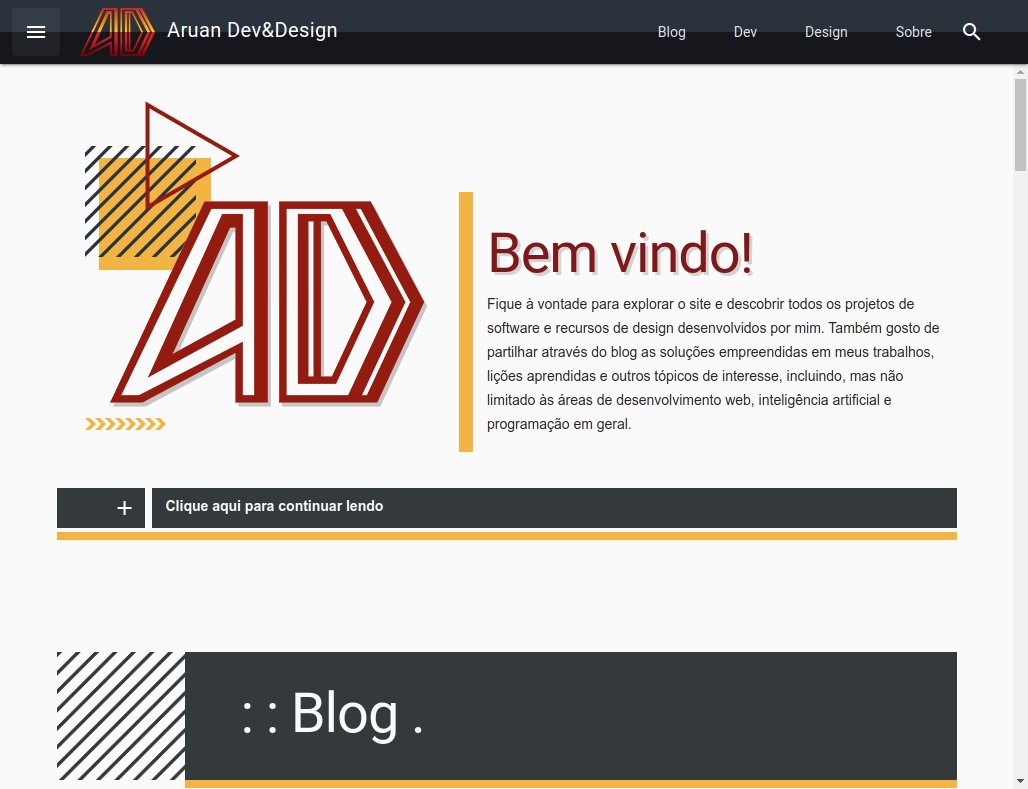 AD Aruan Dev&Design
Blog Dev Design Sobre
AD
Bem vindo!
Fique à vontade para explorar o site e descobrir todos os projetos de
software e recursos de design desenvolvidos por mim. Também gosto de
partilhar através do blog as soluções empreendidas em meus trabalhos,
lições aprendidas e outros tópicos de interesse, incluindo, mas não
limitado às áreas de desenvolvimento web, inteligência artificial e
programação em geral.
+ Clique aqui para continuar lendo
: : Blog .